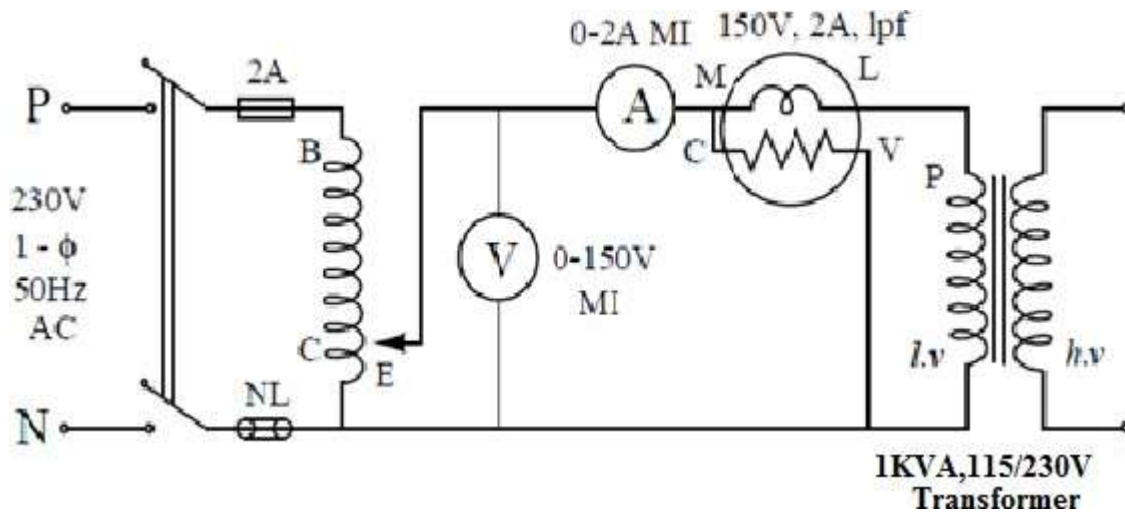 0-2A MI
150V, 2A, lpf
2A
M
L
P
A
B
C
V
P
230V
1 - ϕ
50Hz
AC
V
0-150V
MI
C
E
l.v
h.v
NL
N
1KVA,115/230V
Transformer